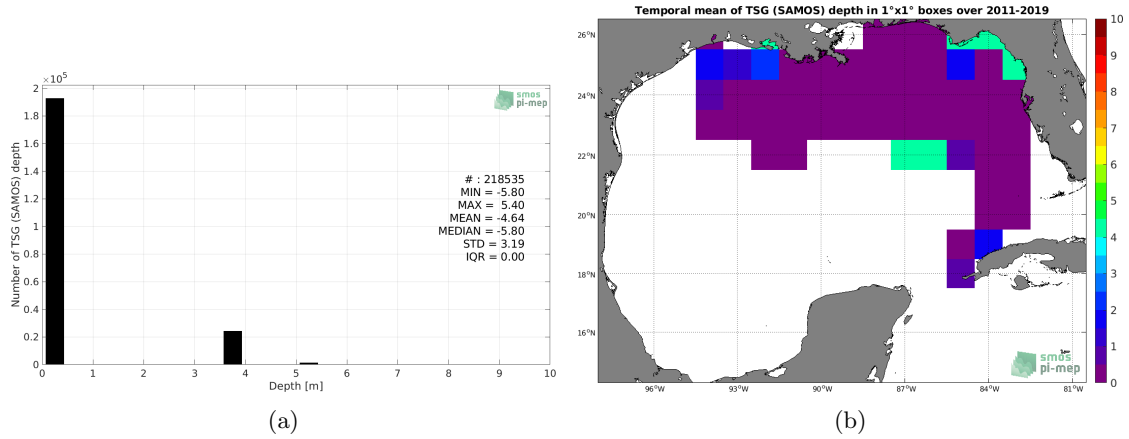 ×10⁵
2
1.8
1.6
1.4
1.2
1
0.8
0.6
0.4
0.2
0
Number of TSG (SAMOS) depth
smos
pi-mep
# : 218535
MIN = -5.80
MAX = 5.40
MEAN = -4.64
MEDIAN = -5.80
STD = 3.19
IQR = 0.00
0 1 2 3 4 5 6 7 8 9 10
Depth [m]
(a)
Temporal mean of TSG (SAMOS) depth in 1°x1° boxes over 2011-2019
26°N
24°N
22°N
20°N
18°N
16°N
96°W 93°W 90°W 87°W 84°W 81°W
smos
pi-mep
10
9
8
7
6
5
4
3
2
1
0
(b)